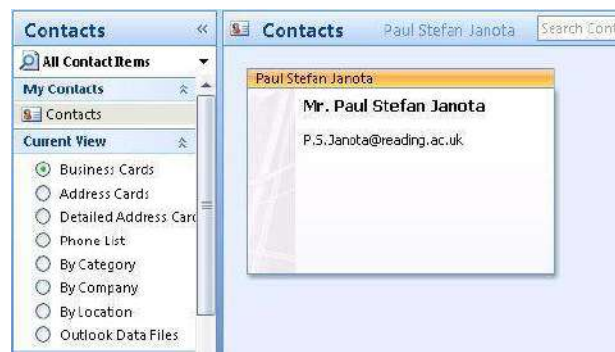 Contacts «
All Contact Items
My Contacts
Contacts
Current View
Business Cards
Address Cards
Detailed Address Card
Phone List
By Category
By Company
By Location
Outlook Data Files
Contacts Paul Stefan Janota Search Cont
Paul Stefan Janota
Mr. Paul Stefan Janota
P.S.Janota@reading.ac.uk